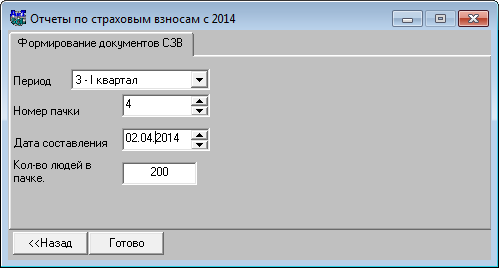 Отчеты по страховым взносам с 2014
Формирование документов СЗВ
Период 3 - I квартал
Номер пачки 4
Дата составления 02.04.2014
Кол-во людей в
пачке. 200
<<Назад Готово